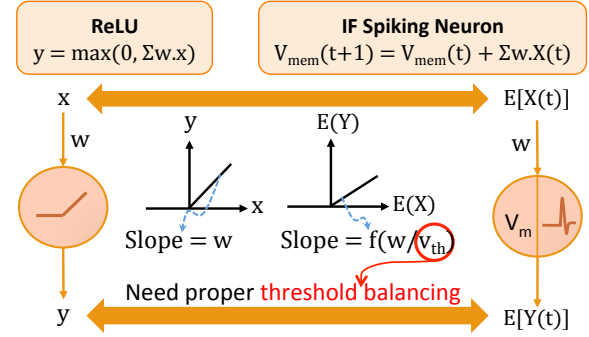 ReLU
y = max(0, Σw.x)
IF Spiking Neuron
V_mem(t+1) = V_mem(t) + Σw.X(t)
x
E[X(t)]
w
y
x
Slope = w
E(Y)
E(X)
Slope = f(w/v_th)
w
V_m
Need proper threshold balancing
y
E[Y(t)]